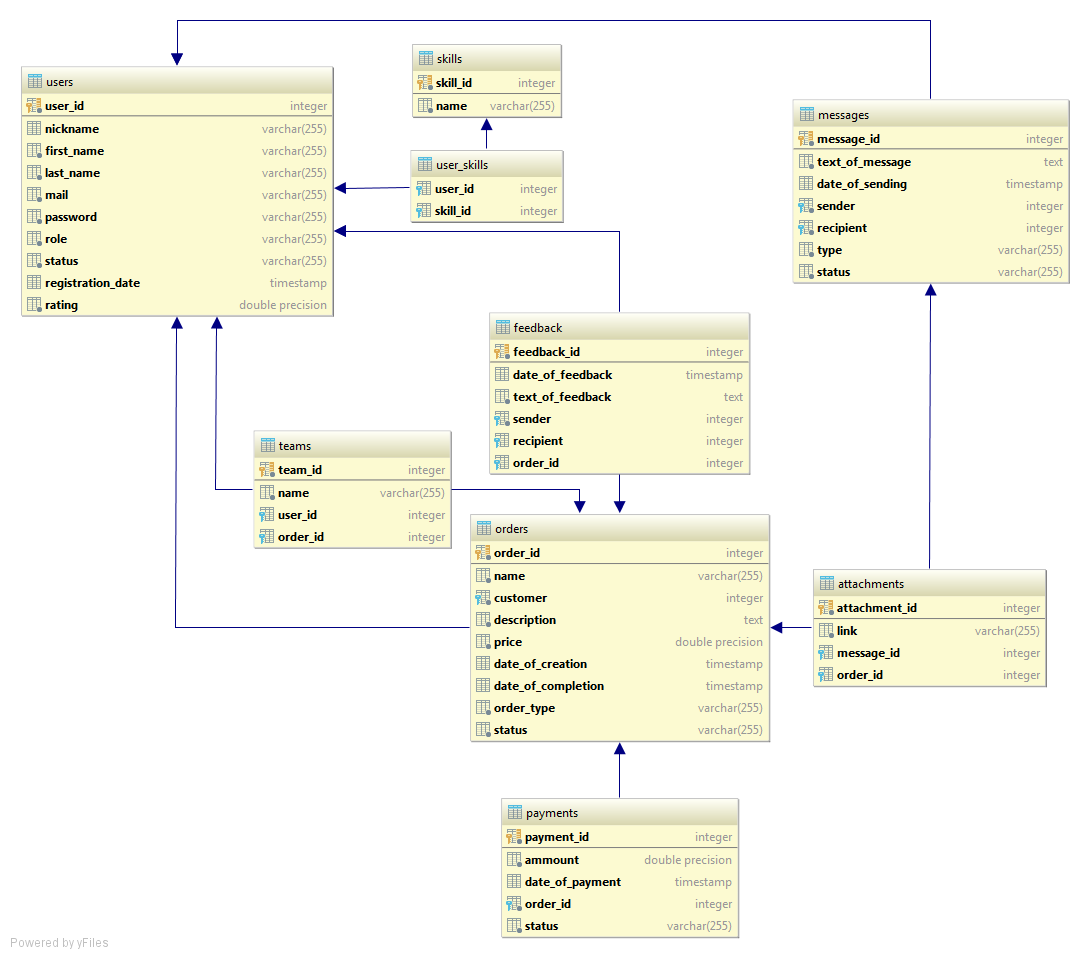 users
user_id integer
nickname varchar(255)
first_name varchar(255)
last_name varchar(255)
mail varchar(255)
password varchar(255)
role varchar(255)
status varchar(255)
registration_date timestamp
rating double precision
skills
skill_id integer
name varchar(255)
user_skills
user_id integer
skill_id integer
messages
message_id integer
text_of_message text
date_of_sending timestamp
sender integer
recipient integer
type varchar(255)
status varchar(255)
feedback
feedback_id integer
date_of_feedback timestamp
text_of_feedback text
sender integer
recipient integer
order_id integer
teams
team_id integer
name varchar(255)
user_id integer
order_id integer
orders
order_id integer
name varchar(255)
customer integer
description text
price double precision
date_of_creation timestamp
date_of_completion timestamp
order_type varchar(255)
status varchar(255)
attachments
attachment_id integer
link varchar(255)
message_id integer
order_id integer
payments
payment_id integer
ammount double precision
date_of_payment timestamp
order_id integer
status varchar(255)
Powered by yFiles